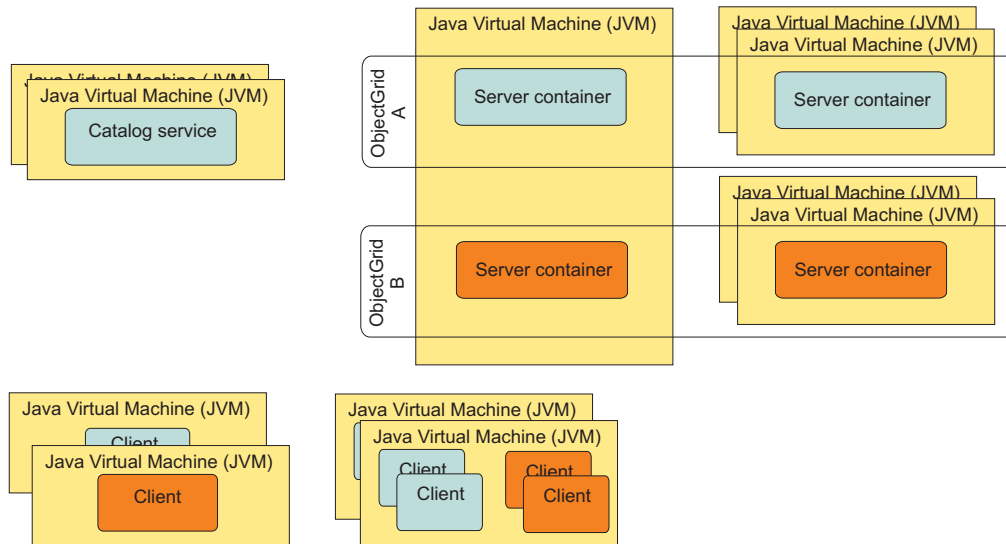 Java Virtual Machine (JVM)
Java Virtual Machine (JVM)
Catalog service
Java Virtual Machine (JVM)
ObjectGrid
A
Server container
Java Virtual Machine (JVM)
Java Virtual Machine (JVM)
Server container
ObjectGrid
B
Server container
Java Virtual Machine (JVM)
Java Virtual Machine (JVM)
Server container
Java Virtual Machine (JVM)
Client
Java Virtual Machine (JVM)
Client
Java Virtual Machine (JVM)
Java Virtual Machine (JVM)
Client
Client
Client
Client